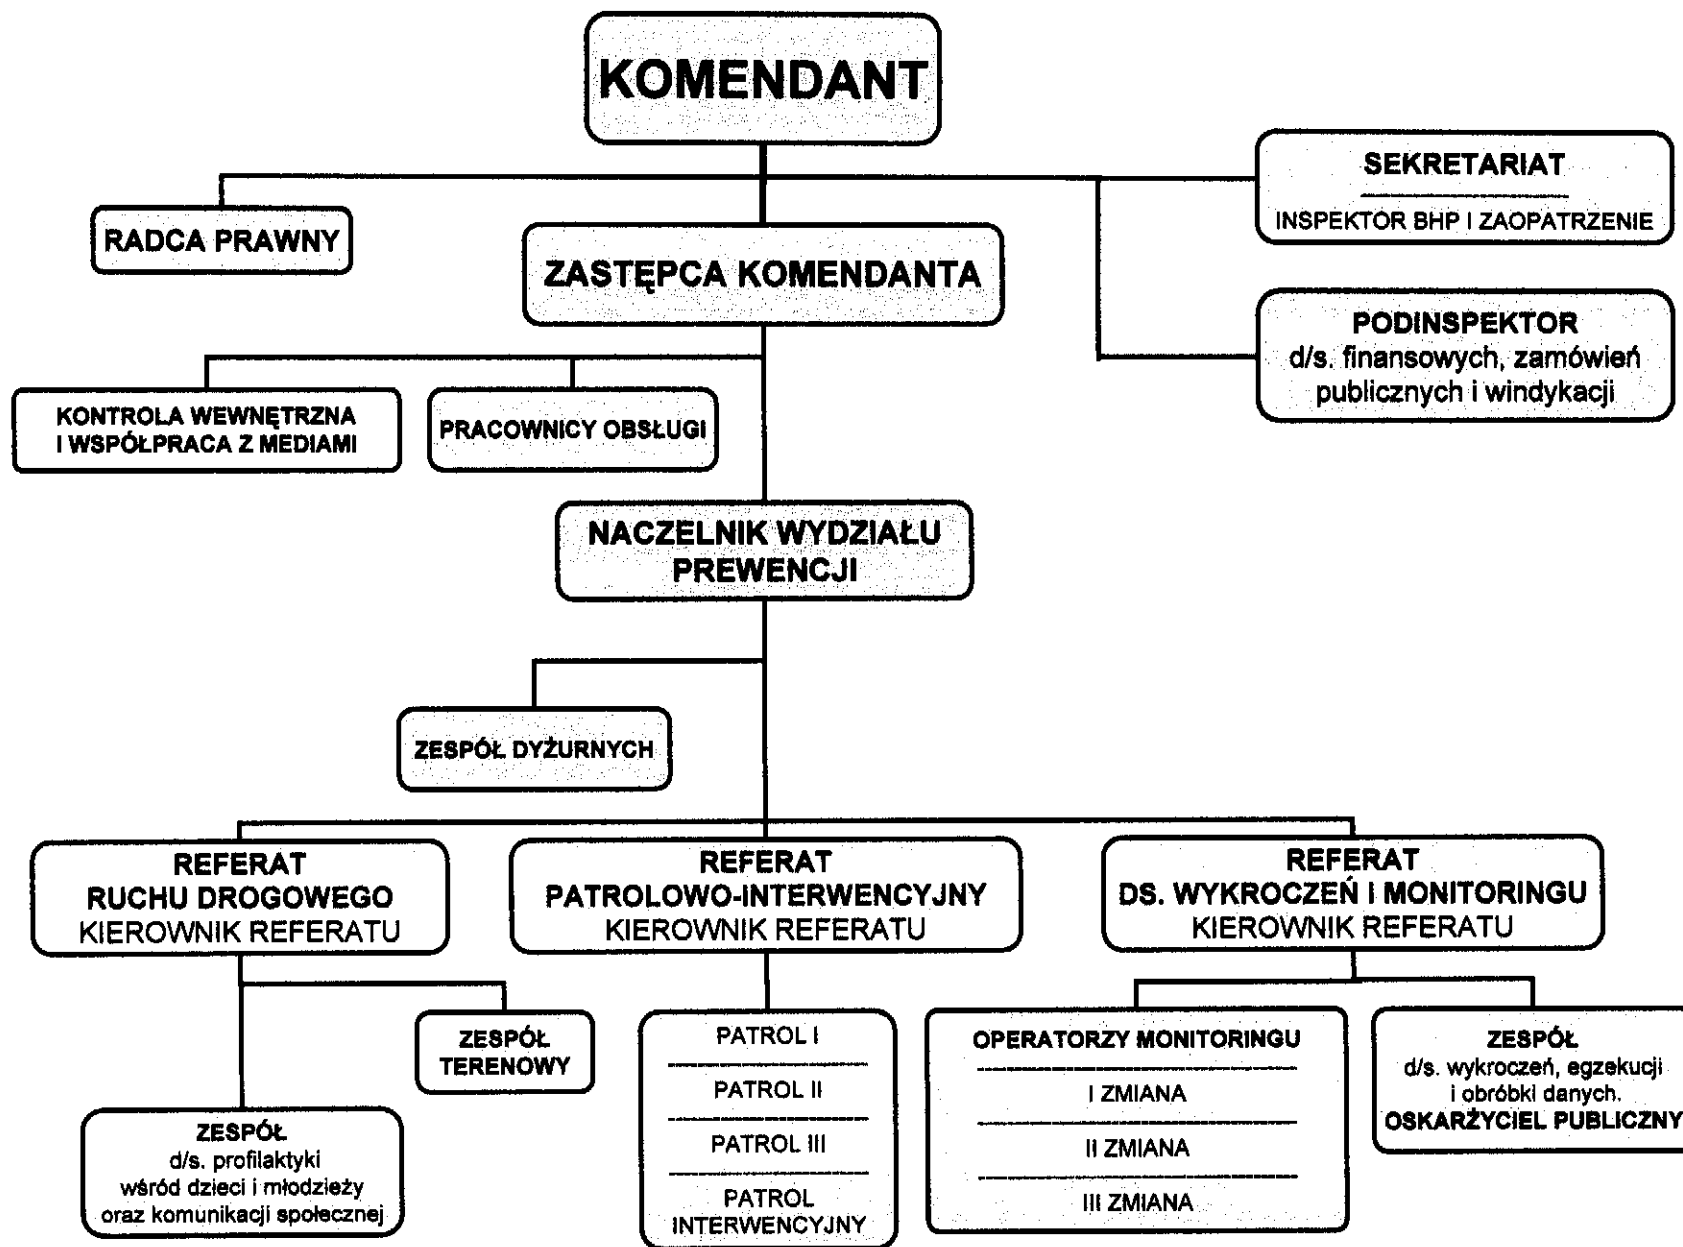 KOMENDANT
SEKRETARIAT
INSPEKTOR BHP I ZAOPATRZENIE
RADCA PRAWNY
ZASTĘPCA KOMENDANTA
PODINSPEKTOR
d/s. finansowych, zamówień
publicznych i windykacji
KONTROLA WEWNĘTRZNA
I WSPÓŁPRACA Z MEDIAMI
PRACOWNICY OBSŁUGI
NACZELNIK WYDZIAŁU
PREWENCJI
ZESPÓŁ DYŻURNYCH
REFERAT
RUCHU DROGOWEGO
KIEROWNIK REFERATU
REFERAT
PATROLOWO-INTERWENCYJNY
KIEROWNIK REFERATU
REFERAT
DS. WYKROCZEŃ I MONITORINGU
KIEROWNIK REFERATU
ZESPÓŁ
TERENOWY
ZESPÓŁ
d/s. profilaktyki
wśród dzieci i młodzieży
oraz komunikacji społecznej
PATROL I
PATROL II
PATROL III
PATROL
INTERWENCYJNY
OPERATORZY MONITORINGU
I ZMIANA
II ZMIANA
III ZMIANA
ZESPÓŁ
d/s. wykroczeń, egzekucji
i obróbki danych.
OSKARŻYCIEL PUBLICZNY